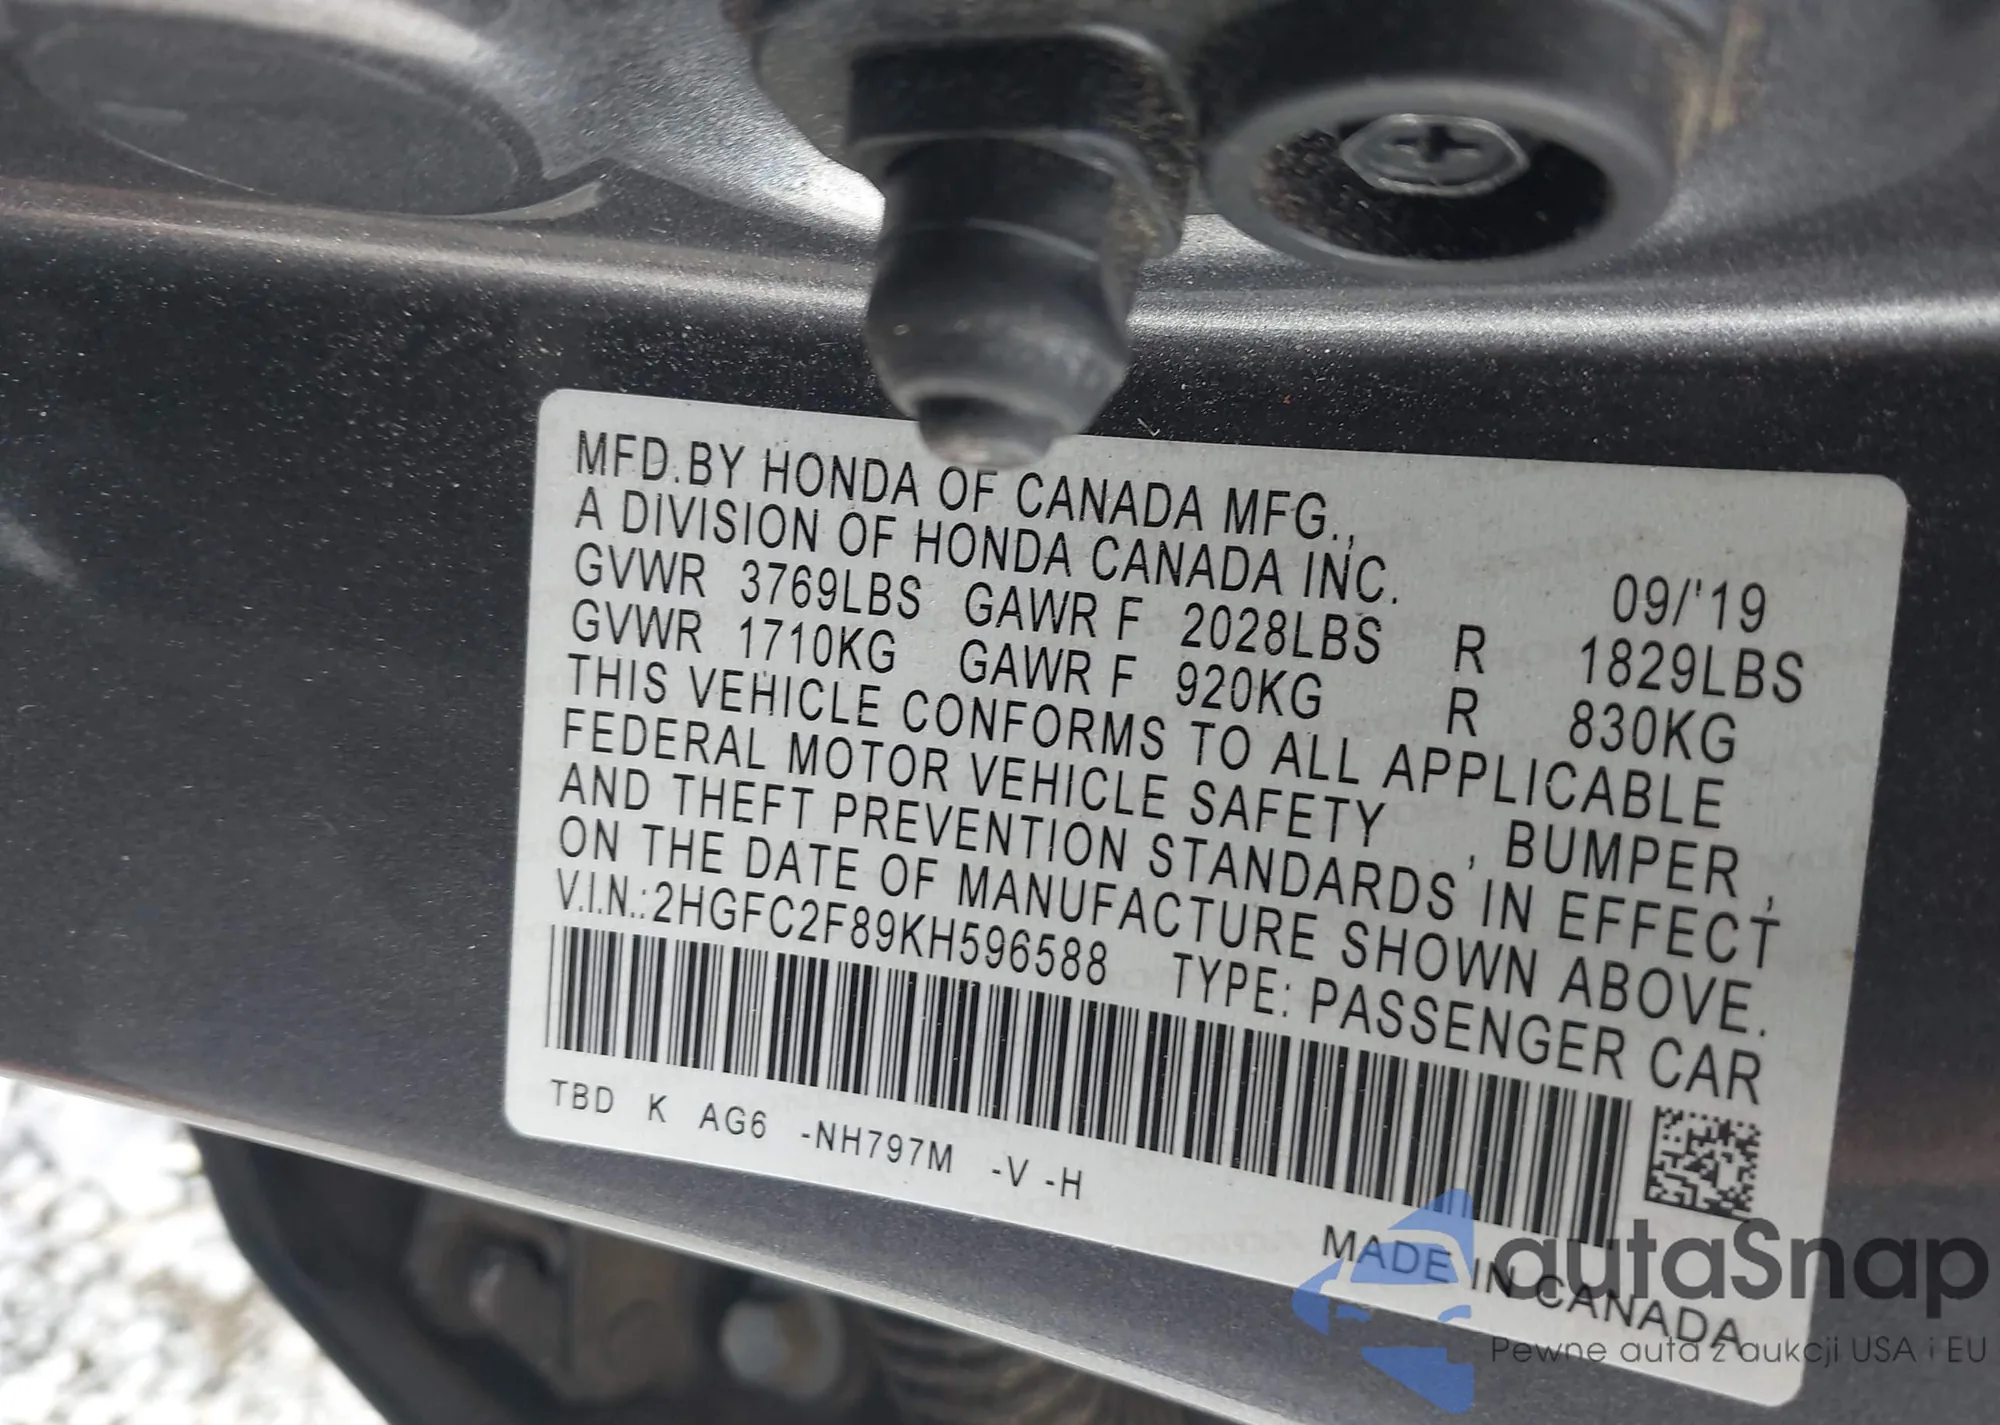 MFD.BY HONDA OF CANADA MFG.,
A DIVISION OF HONDA CANADA INC. 09/'19
GVWR 3769LBS GAWR F 2028LBS R 1829LBS
GVWR 1710KG GAWR F 920KG R 830KG
THIS VEHICLE CONFORMS TO ALL APPLICABLE
FEDERAL MOTOR VEHICLE SAFETY , BUMPER ,
AND THEFT PREVENTION STANDARDS IN EFFECT
ON THE DATE OF MANUFACTURE SHOWN ABOVE.
V.I.N.:2HGFC2F89KH596588 TYPE: PASSENGER CAR
TBD K AG6 -NH797M -V -H
MADE IN CANADA
autaSnap
Pewne auta z aukcji USA i EU